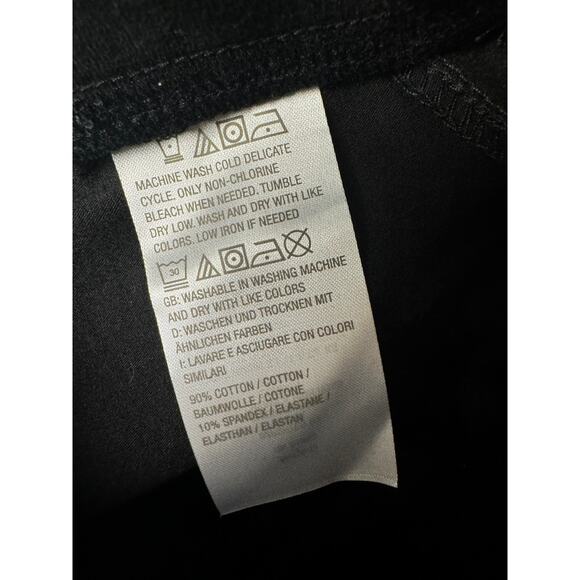 MACHINE WASH COLD DELICATE
CYCLE. ONLY NON-CHLORINE
BLEACH WHEN NEEDED. TUMBLE
DRY LOW. WASH AND DRY WITH LIKE
COLORS. LOW IRON IF NEEDED
30
GB: WASHABLE IN WASHING MACHINE
AND DRY WITH LIKE COLORS
D: WASCHEN UND TROCKNEN MIT
ÄHNLICHEN FARBEN
I: LAVARE E ASCIUGARE CON COLORI
SIMILARI
90% COTTON / COTTON /
BAUMWOLLE / COTONE
10% SPANDEX / ELASTANE /
ELASTHAN / ELASTAN